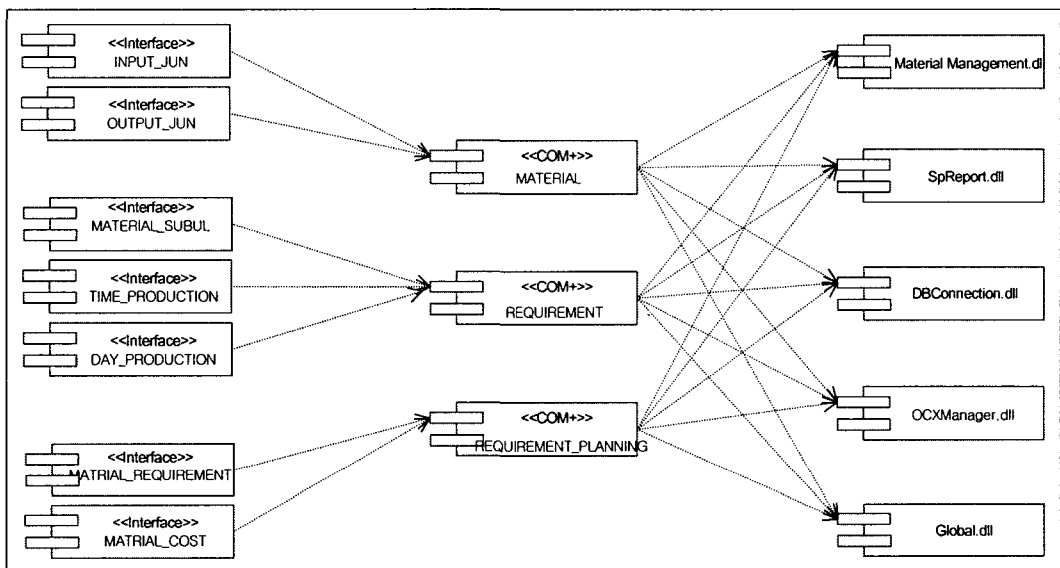 <<Interface>>
INPUT_JUN
<<Interface>>
OUTPUT_JUN
<<Interface>>
MATERIAL_SUBUL
<<Interface>>
TIME_PRODUCTION
<<Interface>>
DAY_PRODUCTION
<<Interface>>
MATRIAL_REQUIREMENT
<<Interface>>
MATRIAL_COST
<<COM+>>
MATERIAL
<<COM+>>
REQUIREMENT
<<COM+>>
REQUIREMENT_PLANNING
Material Management.dl
SpReport.dll
DBConnection.dll
OCXManager.dll
Global.dll